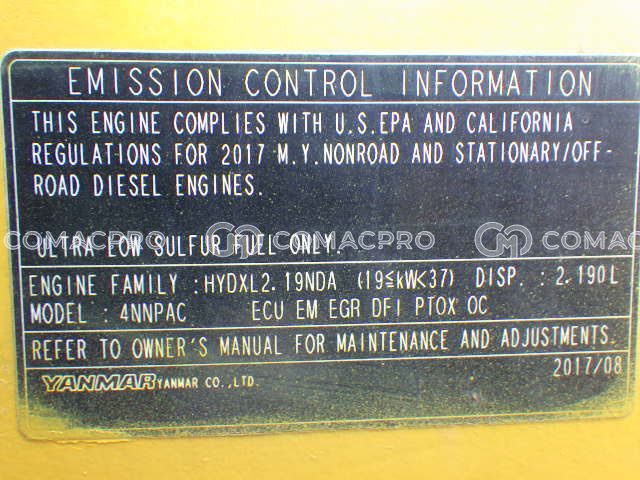 EMISSION CONTROL INFORMATION
THIS ENGINE COMPLIES WITH U.S.EPA AND CALIFORNIA
REGULATIONS FOR 2017 M.Y.NONROAD AND STATIONARY/OFF-
ROAD DIESEL ENGINES.
ULTRA LOW SULFUR FUEL ONLY.
COMACPRO COMACPRO COMACPRO
ENGINE FAMILY : HYDXL2.19NDA (19≦kW<37) DISP. : 2.190L
MODEL : 4NNPAC ECU EM EGR DFI PTOX OC
REFER TO OWNER'S MANUAL FOR MAINTENANCE AND ADJUSTMENTS.
2017/08
YANMAR YANMAR CO.,LTD.